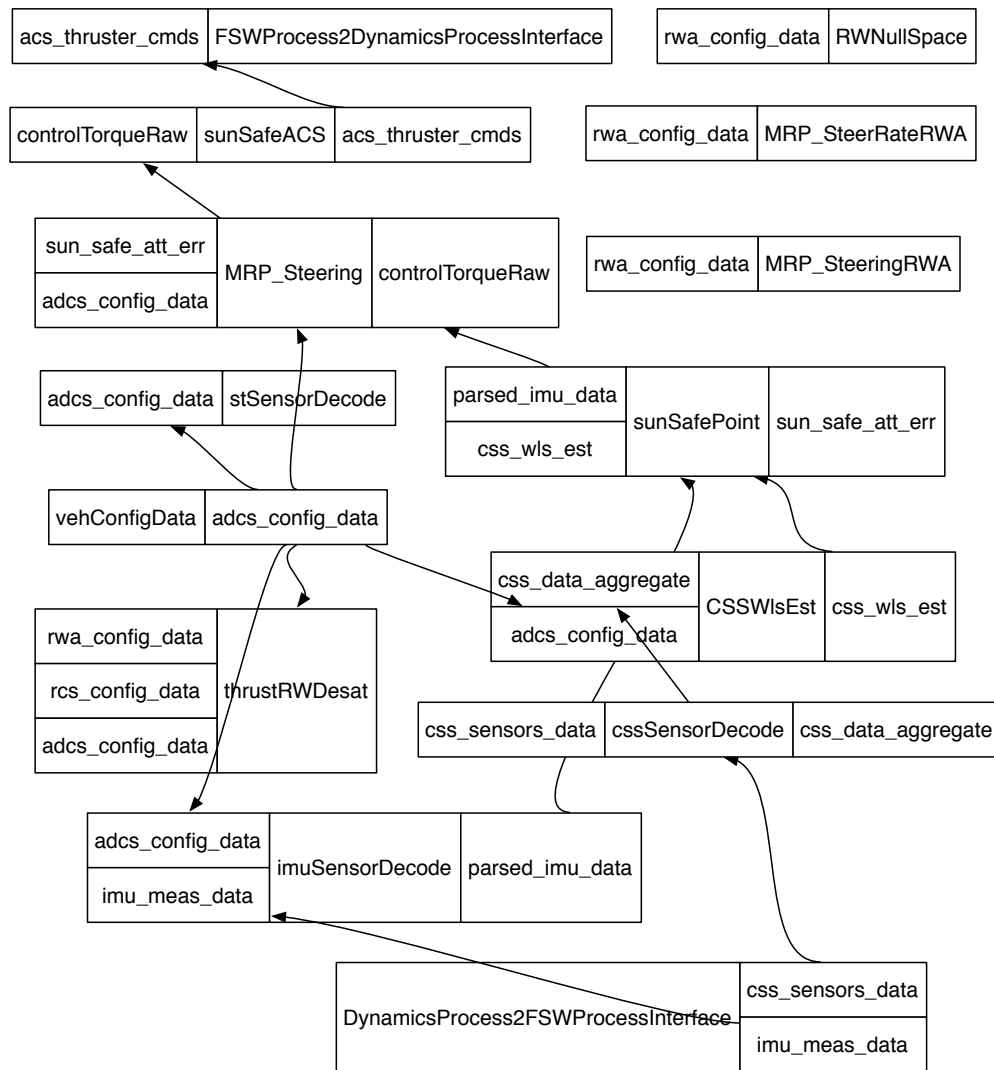 acs_thruster_cmds FSWProcess2DynamicsProcessInterface
rwa_config_data RWNullSpace
controlTorqueRaw sunSafeACS acs_thruster_cmds
rwa_config_data MRP_SteerRateRWA
sun_safe_att_err
adcs_config_data
MRP_Steering controlTorqueRaw
rwa_config_data MRP_SteeringRWA
adcs_config_data stSensorDecode
parsed_imu_data
css_wls_est
sunSafePoint sun_safe_att_err
vehConfigData adcs_config_data
css_data_aggregate
adcs_config_data
CSSWlsEst css_wls_est
rwa_config_data
rcs_config_data
adcs_config_data
thrustRWDesat
css_sensors_data cssSensorDecode css_data_aggregate
adcs_config_data
imu_meas_data
imuSensorDecode parsed_imu_data
DynamicsProcess2FSWProcessInterface
css_sensors_data
imu_meas_data